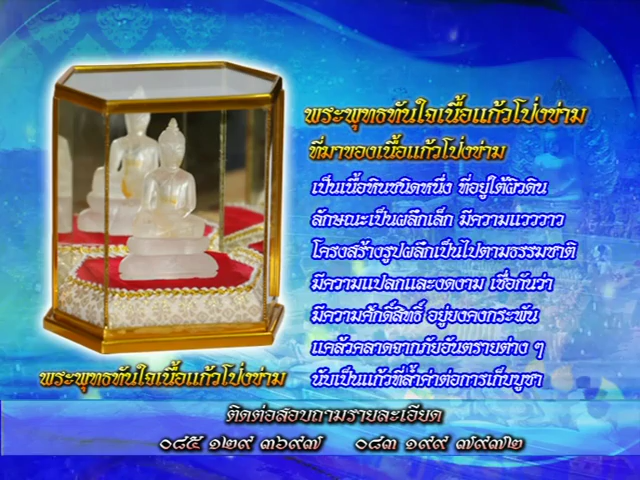 พระพุทธทันใจเนื้อแก้วโป่งข่าม
ที่มาของเนื้อแก้วโป่งข่าม
เป็นเนื้อหินชนิดหนึ่ง ที่อยู่ใต้ผิวดิน
ลักษณะเป็นผลึกเล็ก มีความแวววาว
โครงสร้างรูปผลึกเป็นไปตามธรรมชาติ
มีความแปลกและงดงาม เชื่อกันว่า
มีความศักดิ์สิทธิ์ อยู่ยงคงกระพัน
แคล้วคลาดจากภัยอันตรายต่าง ๆ
นับเป็นแก้วที่ล้ำค่าต่อการเก็บบูชา
พระพุทธทันใจเนื้อแก้วโป่งข่าม
ติดต่อสอบถามรายละเอียด
๐๘๕ ๑๒๙ ๓๖๙๗ ๐๘๓ ๑๙๙ ๗๙๗๒